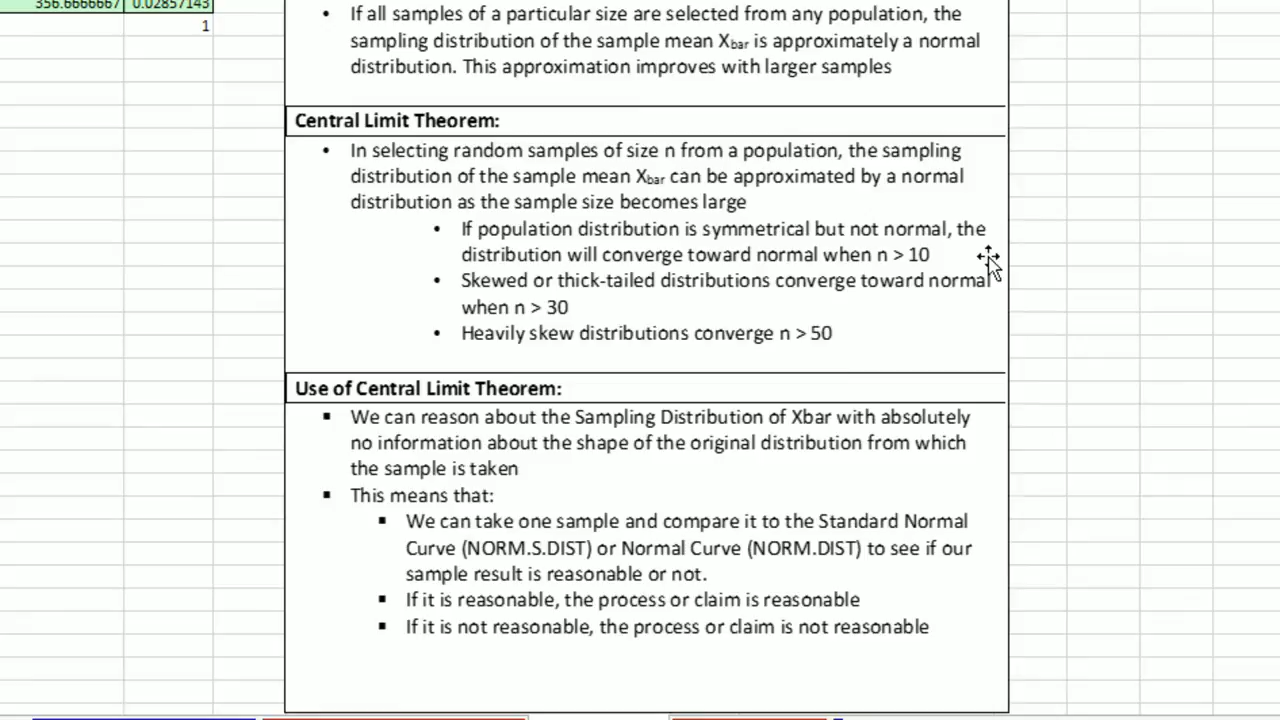 356.6666667 0.02857143
1
• If all samples of a particular size are selected from any population, the
sampling distribution of the sample mean Xbar is approximately a normal
distribution. This approximation improves with larger samples
Central Limit Theorem:
• In selecting random samples of size n from a population, the sampling
distribution of the sample mean Xbar can be approximated by a normal
distribution as the sample size becomes large
• If population distribution is symmetrical but not normal, the
distribution will converge toward normal when n > 10
• Skewed or thick-tailed distributions converge toward normal
when n > 30
• Heavily skew distributions converge n > 50
Use of Central Limit Theorem:
▪ We can reason about the Sampling Distribution of Xbar with absolutely
no information about the shape of the original distribution from which
the sample is taken
▪ This means that:
▪ We can take one sample and compare it to the Standard Normal
Curve (NORM.S.DIST) or Normal Curve (NORM.DIST) to see if our
sample result is reasonable or not.
▪ If it is reasonable, the process or claim is reasonable
▪ If it is not reasonable, the process or claim is not reasonable